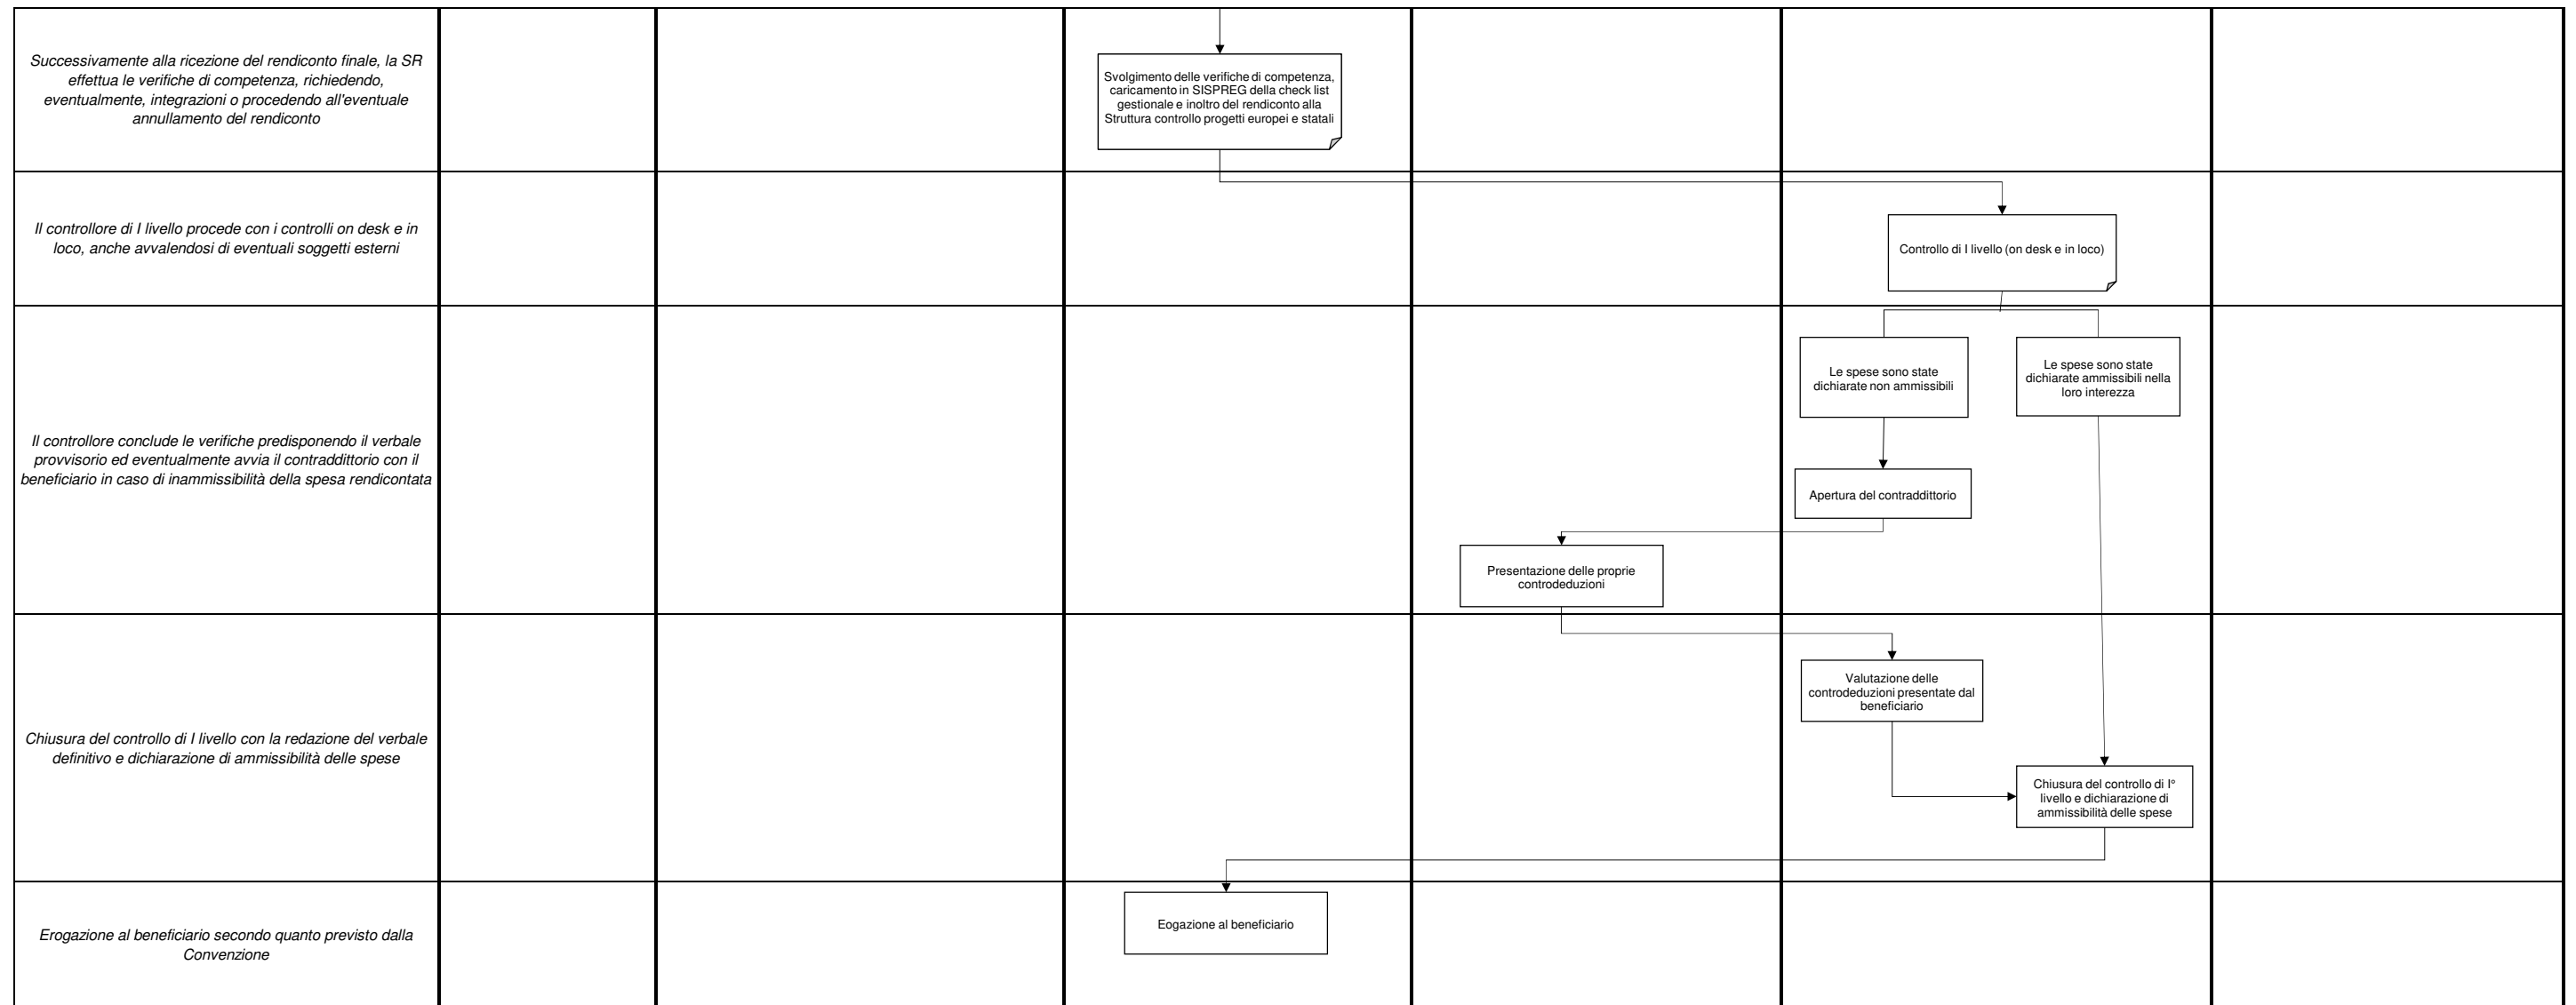 Successivamente alla ricezione del rendiconto finale, la SR
effettua le verifiche di competenza, richiedendo,
eventualmente, integrazioni o procedendo all'eventuale
annullamento del rendiconto
Svolgimento delle verifiche di competenza,
caricamento in SISPREG della check list
gestionale e inoltro del rendiconto alla
Struttura controllo progetti europei e statali
Il controllore di I livello procede con i controlli on desk e in
loco, anche avvalendosi di eventuali soggetti esterni
Controllo di I livello (on desk e in loco)
Il controllore conclude le verifiche predisponendo il verbale
provvisorio ed eventualmente avvia il contraddittorio con il
beneficiario in caso di inammissibilità della spesa rendicontata
Le spese sono state
dichiarate non ammissibili
Le spese sono state
dichiarate ammissibili nella
loro interezza
Apertura del contraddittorio
Presentazione delle proprie
controdeduzioni
Chiusura del controllo di I livello con la redazione del verbale
definitivo e dichiarazione di ammissibilità delle spese
Valutazione delle
controdeduzioni presentate dal
beneficiario
Chiusura del controllo di I°
livello e dichiarazione di
ammissibilità delle spese
Erogazione al beneficiario secondo quanto previsto dalla
Convenzione
Eogazione al beneficiario